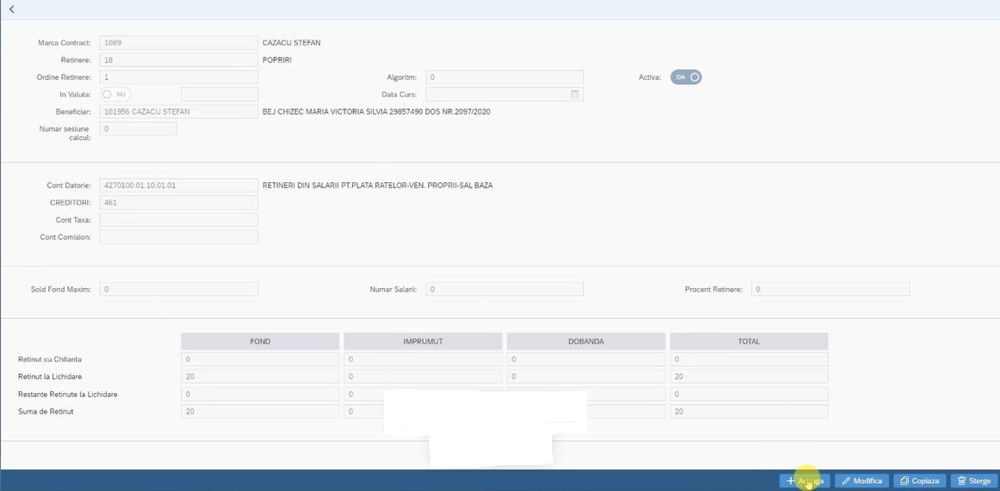 Marca Contract: 1089 CAZACU STEFAN
Retinere: 18 POPRIRI
Ordine Retinere: 1 Algoritm: 0 Activa: DA
In Valuta: NU Data Curs:
Beneficiar: 101956 CAZACU STEFAN BEJ CHIZEC MARIA VICTORIA SILVIA 29857490 DOS NR.2097/2020
Numar sesiune 0
calcul:
Cont Datorie: 4270100.01.10.01.01 RETINERI DIN SALARII PT.PLATA RATELOR-VEN. PROPRII-SAL BAZA
CREDITORI: 461
Cont Taxa:
Cont Comision:
Sold Fond Maxim: 0 Numar Salarii: 0 Procent Retinere: 0
FOND IMPRUMUT DOBANDA TOTAL
Retinut cu Chitanta 0 0 0 0
Retinut la Lichidare 20 0 0 20
Restante Retinute la Lichidare 0 0 0
Suma de Retinut 20 0 20
Modifica Copiaza Sterge